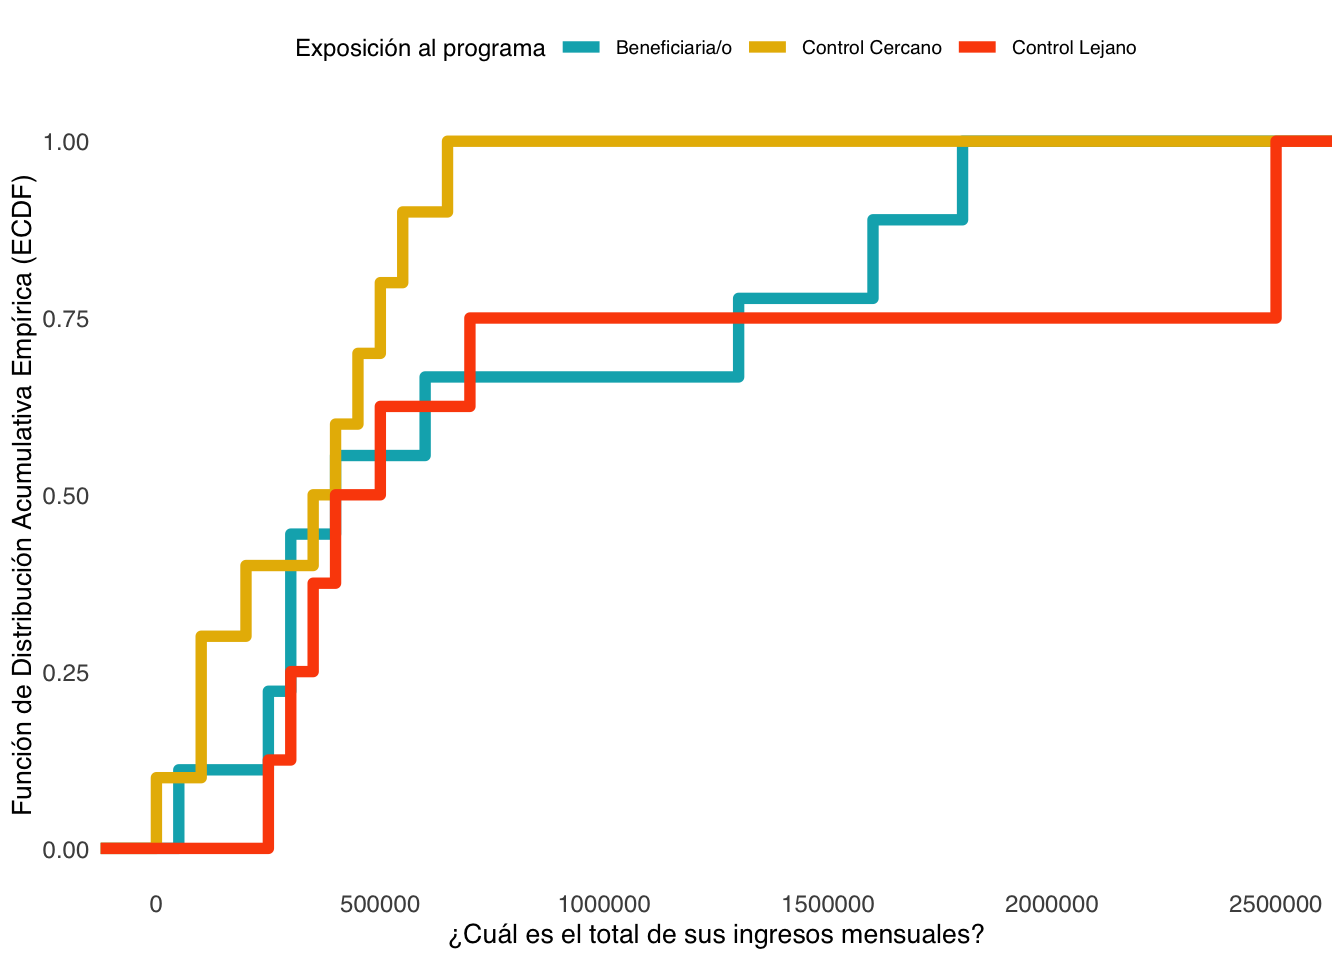 Exposición al programa Beneficiaria/o Control Cercano Control Lejano
Función de Distribución Acumulativa Empírica (ECDF)
1.00
0.75
0.50
0.25
0.00
0 500000 1000000 1500000 2000000 2500000
¿Cuál es el total de sus ingresos mensuales?